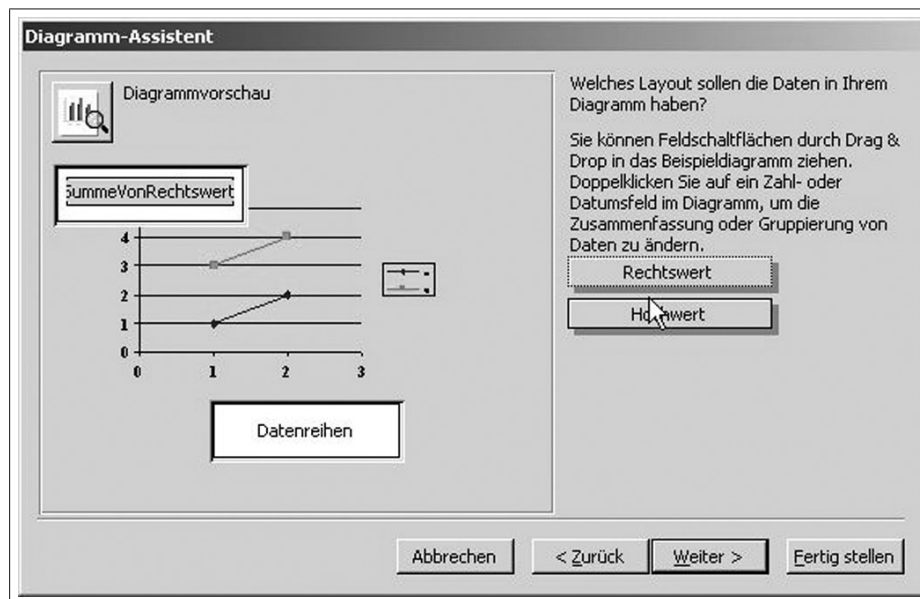 Diagramm-Assistent
Diagrammvorschau
SummeVonRechtswert
4
3
2
1
0
0 1 2 3
Datenreihen
Welches Layout sollen die Daten in Ihrem
Diagramm haben?
Sie können Feldschaltflächen durch Drag &
Drop in das Beispieldiagramm ziehen.
Doppelklicken Sie auf ein Zahl- oder
Datumsfeld im Diagramm, um die
Zusammenfassung oder Gruppierung von
Daten zu ändern.
Rechtswert
Hochwert
Abbrechen
< Zurück
Weiter >
Fertig stellen